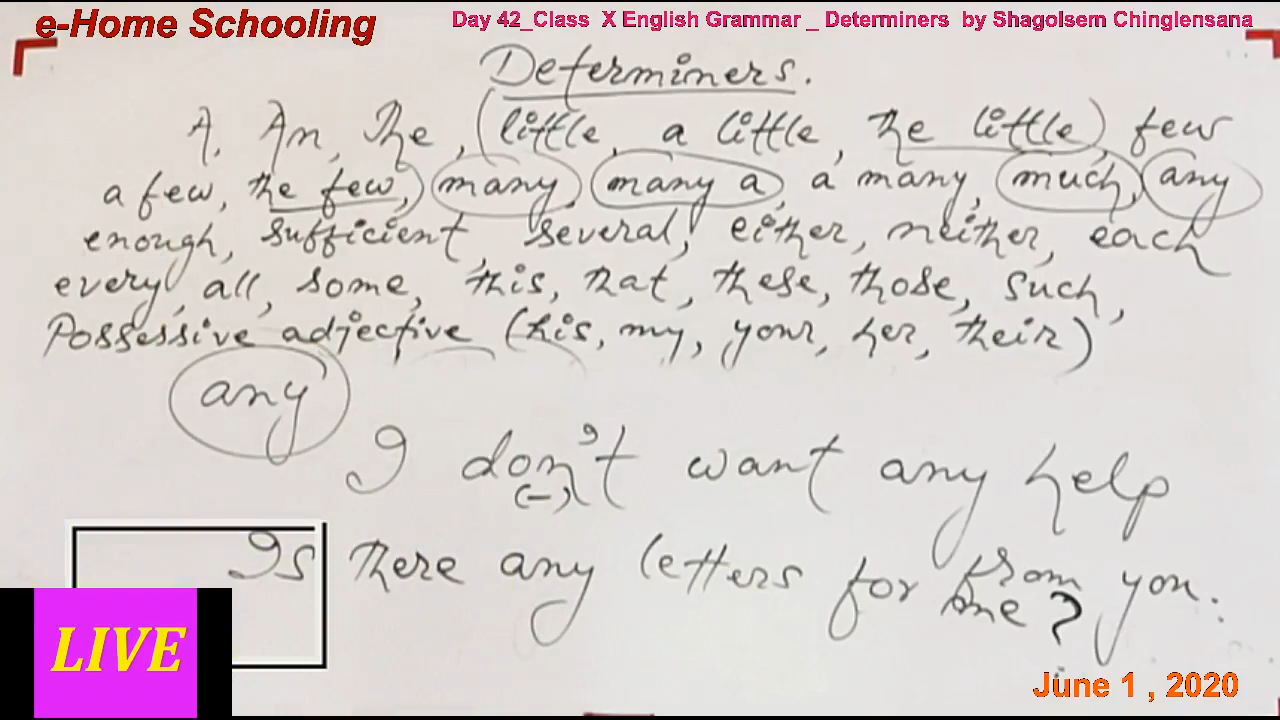 e-Home Schooling
Day 42_Class X English Grammar _ Determiners by Shagolsem Chinglensana
Determiners.
A, An, The, (little, a little, the little) few
a few, the few,) many, many a, a many, much, any
enough, sufficient, several, either, neither, each
every, all, some, this, that, these, those, such,
Possessive adjective (his, my, your, her, their)
any
I don't want any help
(-)
from you.
Is there any letters for me?
LIVE
June 1 , 2020